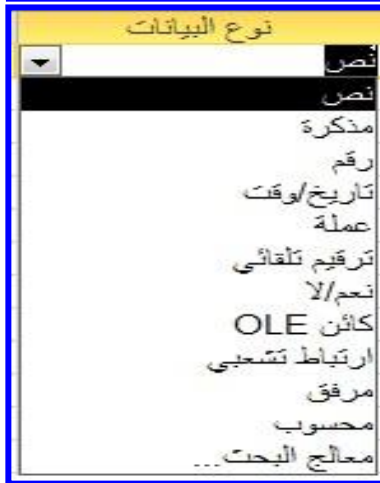 نوع البيانات
نص
نص
مذكرة
رقم
تاريخ/وقت
عملة
ترقيم تلقائي
نعم/لا
كائن OLE
ارتباط تشعبي
مرفق
محسوب
معالج البحث...